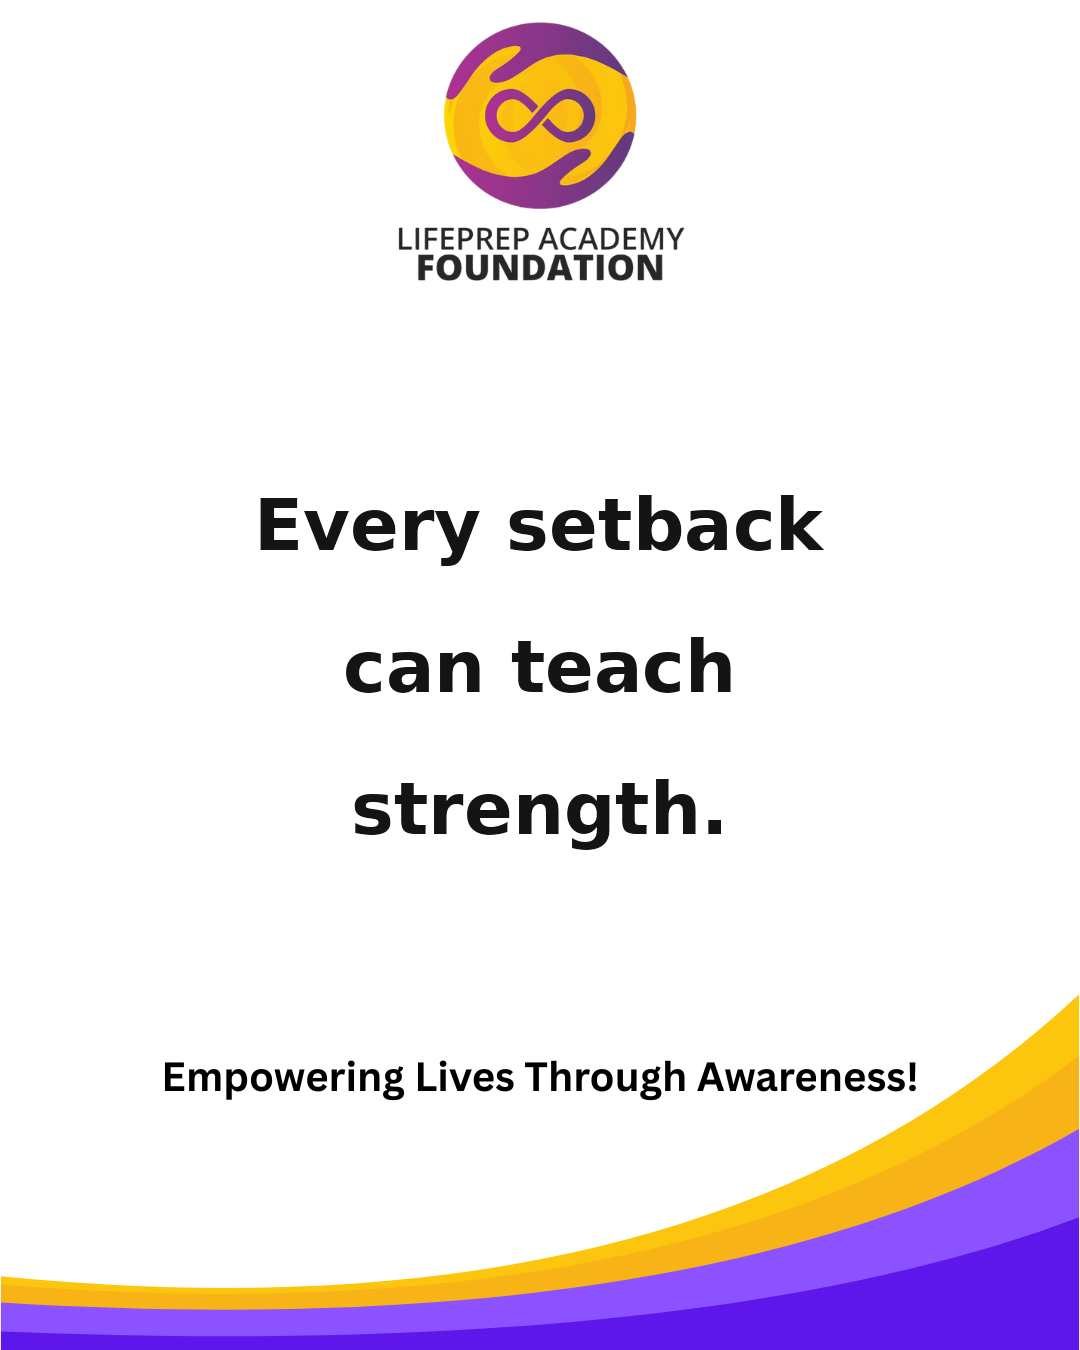 LIFEPREP ACADEMY
FOUNDATION
Every setback
can teach
strength.
Empowering Lives Through Awareness!